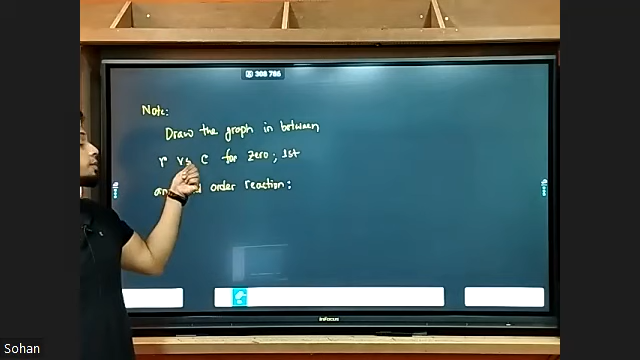 308 786
Note:
Draw the graph in between
r vs C for zero, 1st
order reaction:
InFocus
Sohan